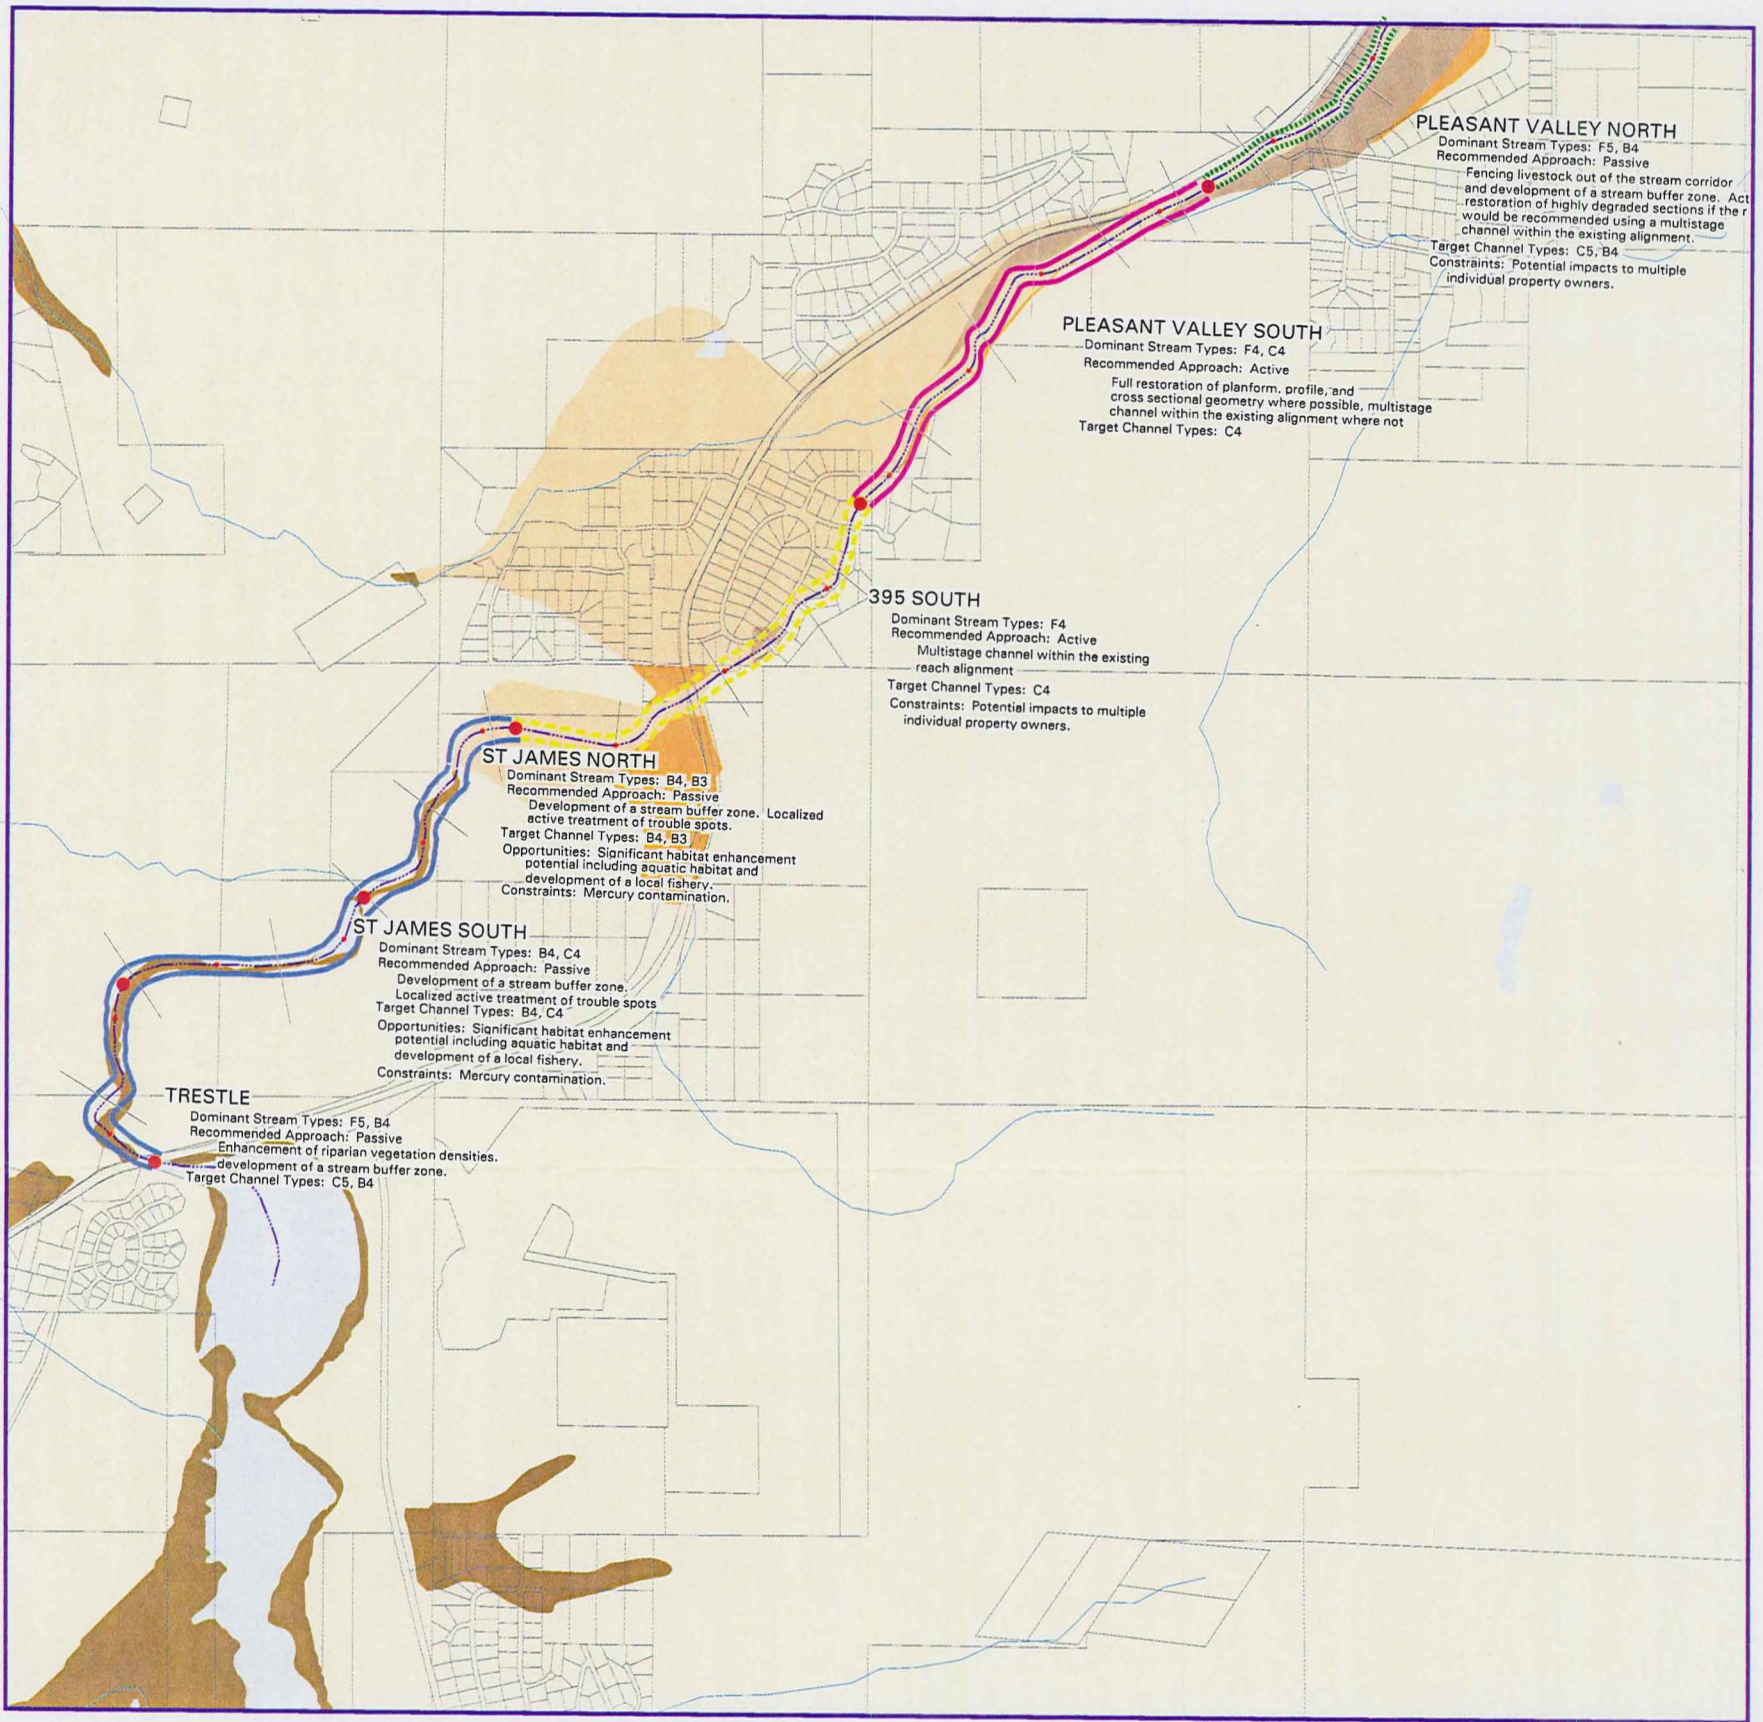 PLEASANT VALLEY NORTH
Dominant Stream Types: F5, B4
Recommended Approach: Passive
Fencing livestock out of the stream corridor
and development of a stream buffer zone. Act
restoration of highly degraded sections if the r
would be recommended using a multistage
channel within the existing alignment.
Target Channel Types: C5, B4
Constraints: Potential impacts to multiple
individual property owners.
PLEASANT VALLEY SOUTH
Dominant Stream Types: F4, C4
Recommended Approach: Active
Full restoration of planform, profile, and
cross sectional geometry where possible, multistage
channel within the existing alignment where not
Target Channel Types: C4
395 SOUTH
Dominant Stream Types: F4
Recommended Approach: Active
Multistage channel within the existing
reach alignment
Target Channel Types: C4
Constraints: Potential impacts to multiple
individual property owners.
ST JAMES NORTH
Dominant Stream Types: B4, B3
Recommended Approach: Passive
Development of a stream buffer zone. Localized
active treatment of trouble spots.
Target Channel Types: B4, B3
Opportunities: Significant habitat enhancement
potential including aquatic habitat and
development of a local fishery.
Constraints: Mercury contamination.
ST JAMES SOUTH
Dominant Stream Types: B4, C4
Recommended Approach: Passive
Development of a stream buffer zone.
Localized active treatment of trouble spots
Target Channel Types: B4, C4
Opportunities: Significant habitat enhancement
potential including aquatic habitat and
development of a local fishery.
Constraints: Mercury contamination.
TRESTLE
Dominant Stream Types: F5, B4
Recommended Approach: Passive
Enhancement of riparian vegetation densities.
development of a stream buffer zone.
Target Channel Types: C5, B4